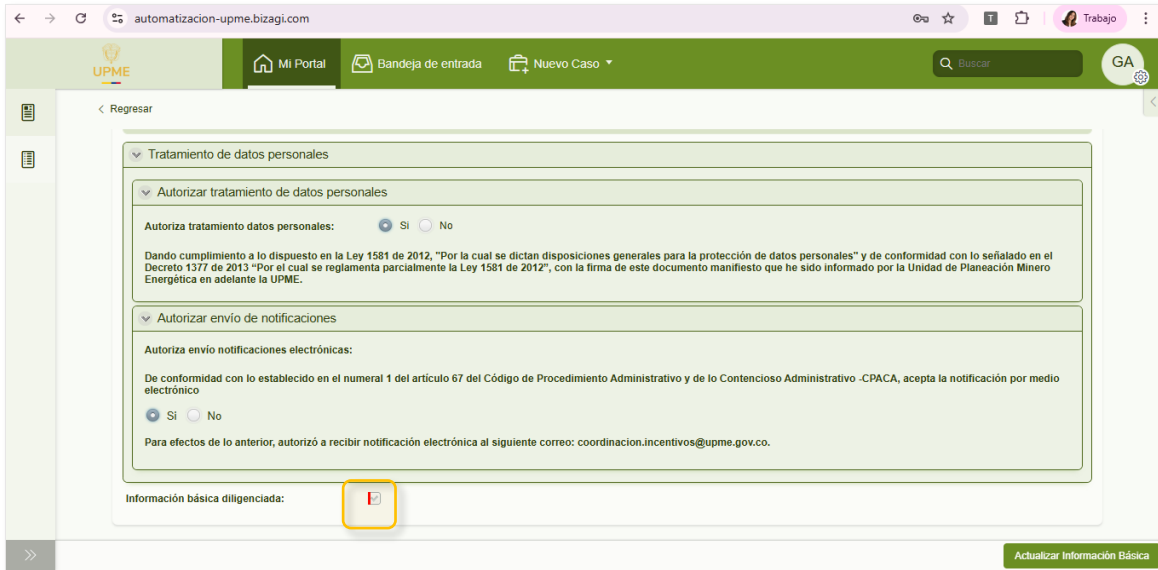 automatizacion-upme.bizagi.com
T
Trabajo
UPME
Mi Portal
Bandeja de entrada
Nuevo Caso
Buscar
GA
Regresar
Tratamiento de datos personales
Autorizar tratamiento de datos personales
Autoriza tratamiento datos personales:
Si
No
Dando cumplimiento a lo dispuesto en la Ley 1581 de 2012, "Por la cual se dictan disposiciones generales para la protección de datos personales" y de conformidad con lo señalado en el
Decreto 1377 de 2013 “Por el cual se reglamenta parcialmente la Ley 1581 de 2012”, con la firma de este documento manifiesto que he sido informado por la Unidad de Planeación Minero
Energética en adelante la UPME.
Autorizar envío de notificaciones
Autoriza envío notificaciones electrónicas:
De conformidad con lo establecido en el numeral 1 del artículo 67 del Código de Procedimiento Administrativo y de lo Contencioso Administrativo -CPACA, acepta la notificación por medio
electrónico
Si
No
Para efectos de lo anterior, autorizó a recibir notificación electrónica al siguiente correo: coordinacion.incentivos@upme.gov.co.
Información básica diligenciada:
Actualizar Información Básica